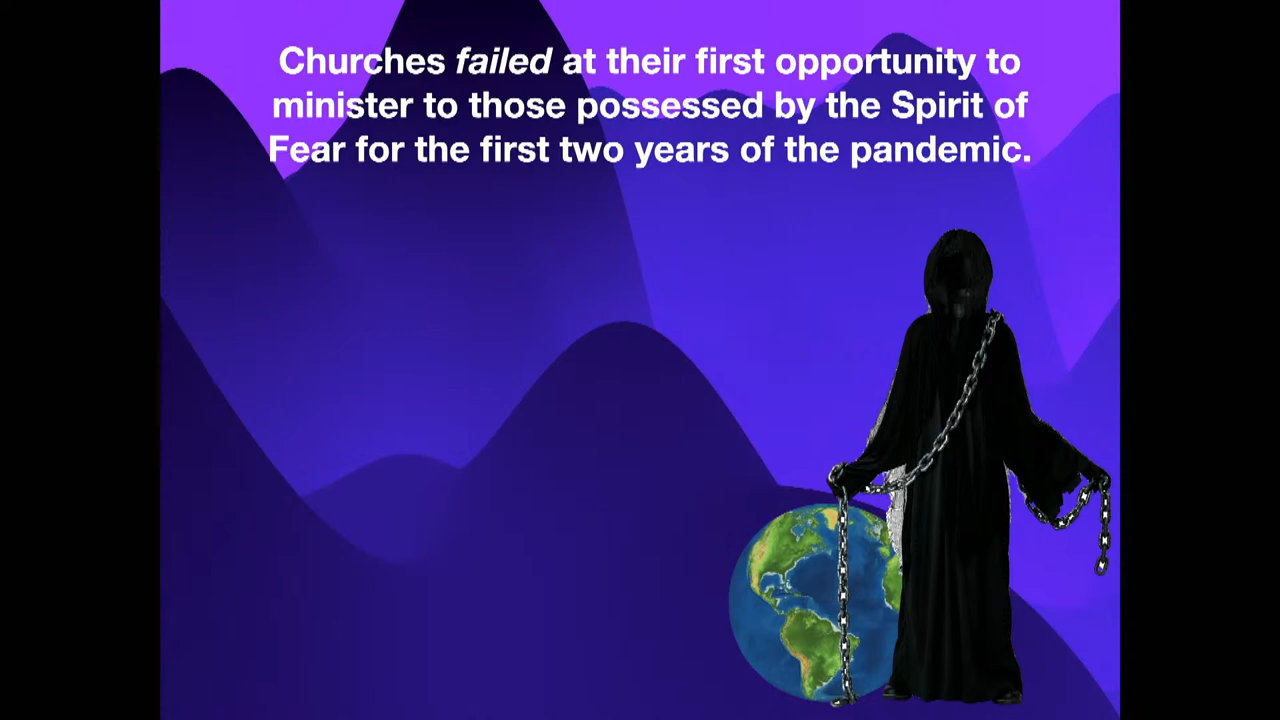 Churches failed at their first opportunity to
minister to those possessed by the Spirit of
Fear for the first two years of the pandemic.